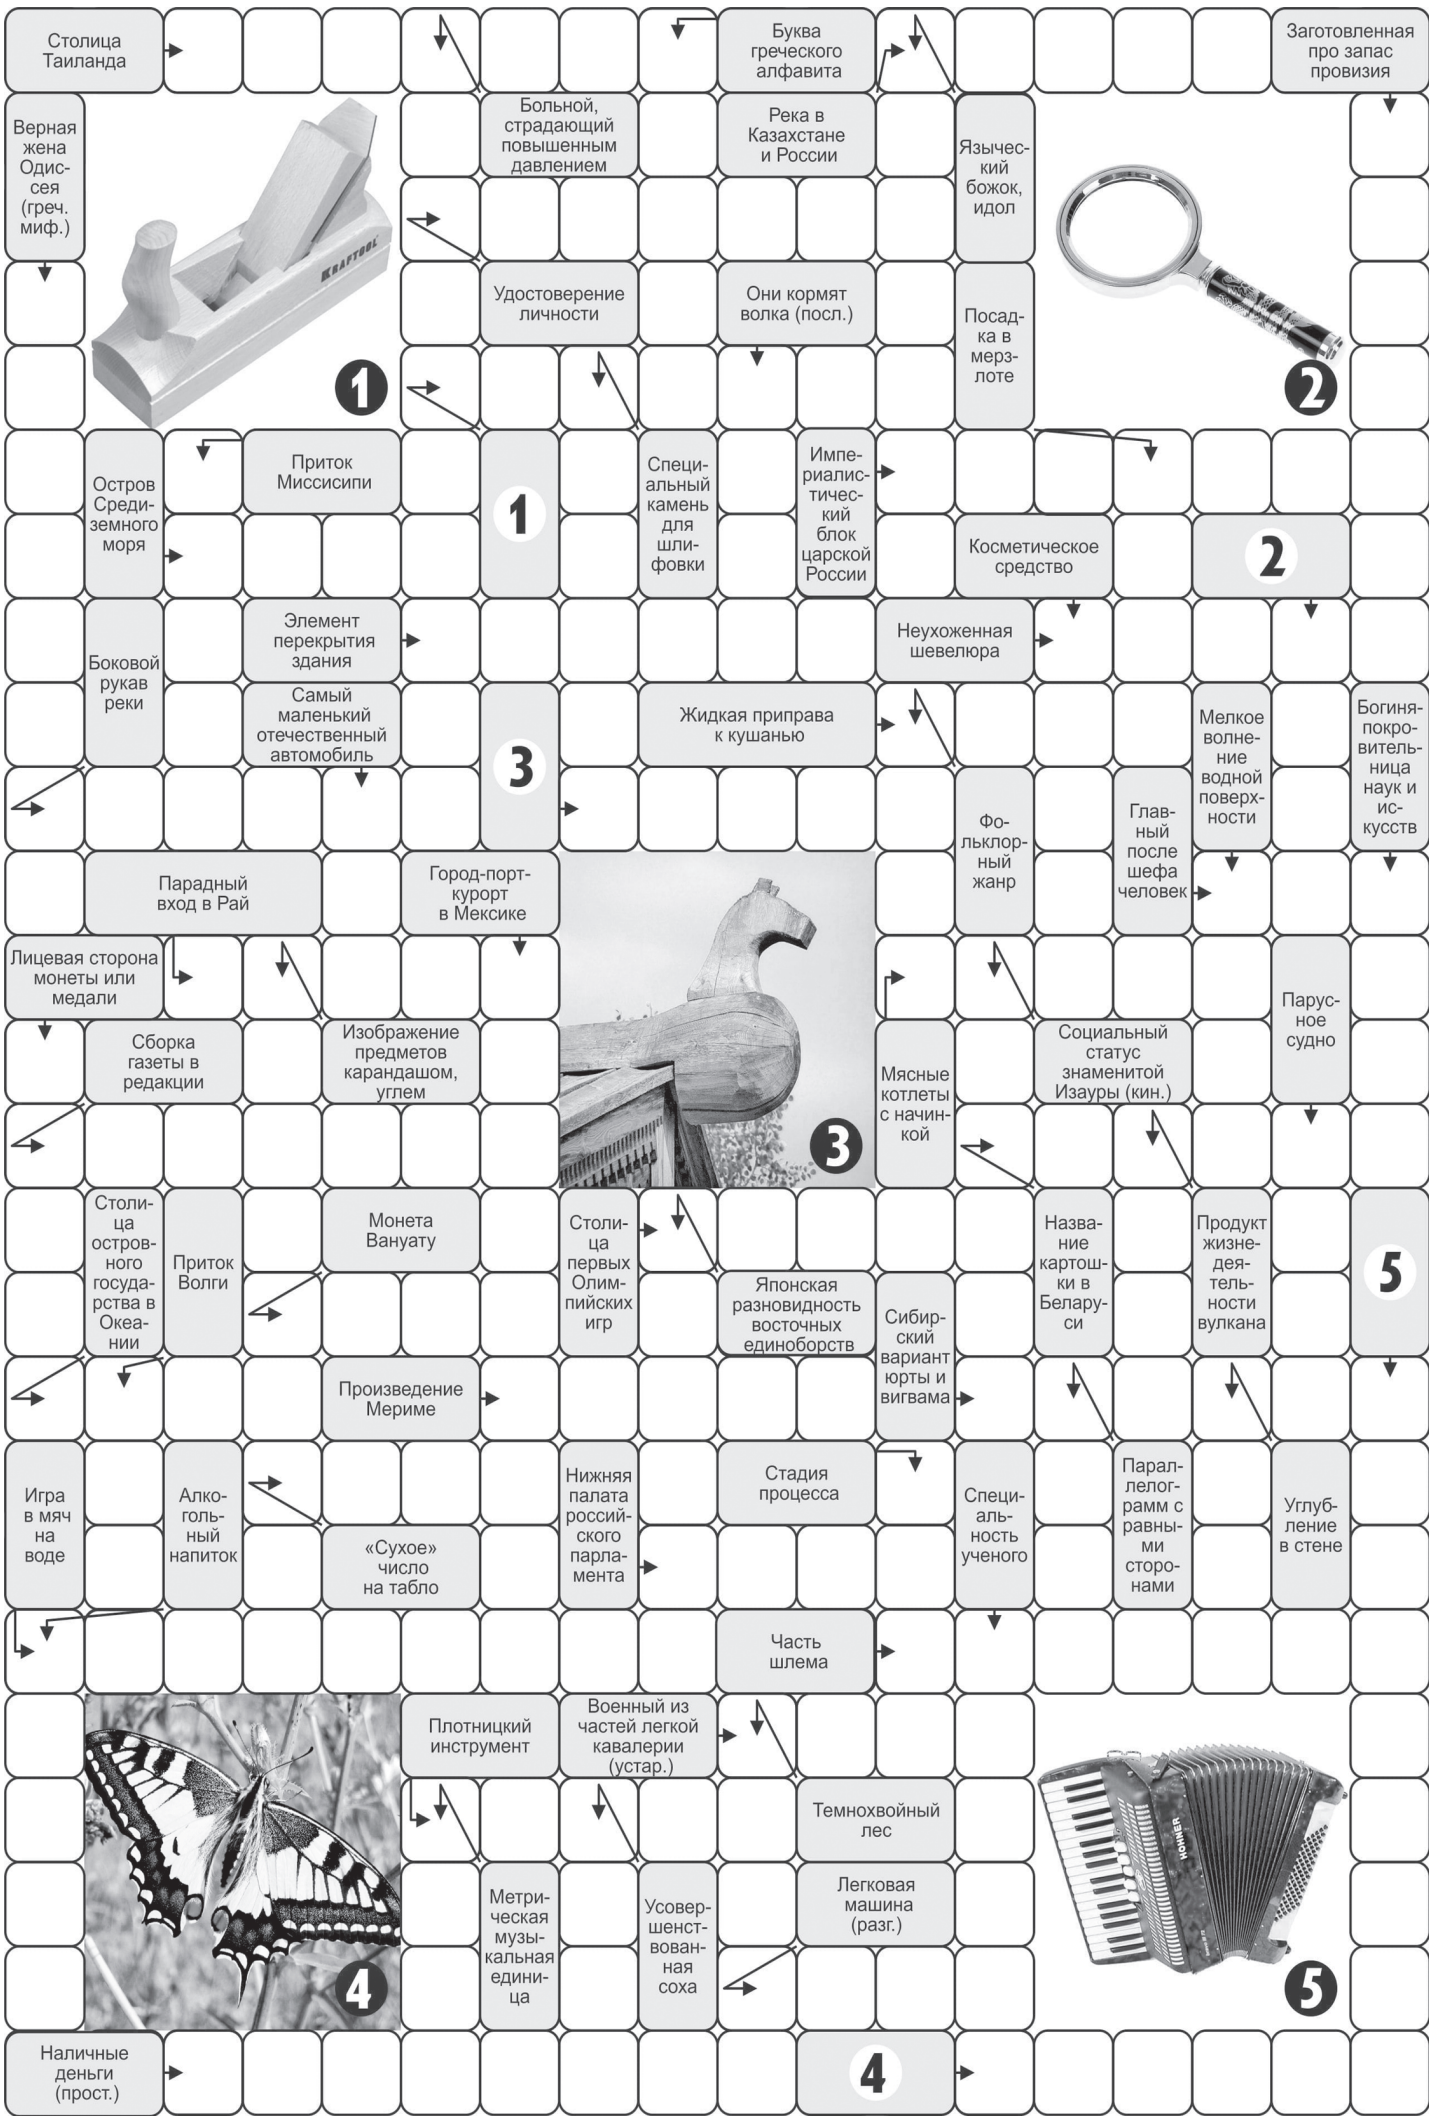 Столица
Таиланда
Буква
греческого
алфавита
Заготовленная
про запас
провизия
Верная
жена
Одис-
сея
(греч.
миф.)
Больной,
страдающий
повышенным
давлением
Река в
Казахстане
и России
Языческ-
кий
божок,
идол
KRAFTOOL
Удостоверение
личности
Они кормят
волка (посл.)
Посад-
ка в
мерз-
лоте
1
2
Остров
Среди-
земного
моря
Приток
Миссисипи
1
Специ-
альный
камень
для
шли-
фовки
Импе-
риалис-
тичес-
кий
блок
царской
России
Косметическое
средство
2
Боковой
рукав
реки
Элемент
перекрытия
здания
Неухоженная
шевелюра
Самый
маленький
отечественный
автомобиль
3
Жидкая приправа
к кушанью
Мелкое
волне-
ние
водной
поверх-
ности
Богиня-
покро-
витель-
ница
наук и
ис-
кусств
Фо-
льклор-
ный
жанр
Глав-
ный
после
шефа
человек
Парадный
вход в Рай
Город-порт-
курорт
в Мексике
Лицевая сторона
монеты или
медали
Парус-
ное
судно
Сборка
газеты в
редакции
Изображение
предметов
карандашом,
углем
3
Мясные
котлеты
с начин-
кой
Социальный
статус
знаменитой
Изауры (кин.)
Столи-
ца
остров-
ного
госуда-
рства в
Океа-
нии
Приток
Волги
Монета
Вануату
Столи-
ца
первых
Олим-
пийских
игр
Японская
разновидность
восточных
единоборств
Сибир-
ский
вариант
юрты и
вигвама
Назва-
ние
картош-
ки в
Белару-
си
Продукт
жизне-
дея-
тель-
ности
вулкана
5
Произведение
Мериме
Игра
в мяч
на
воде
Алко-
голь-
ный
напиток
«Сухое»
число
на табло
Нижняя
палата
россий-
ского
парла-
мента
Стадия
процесса
Специ-
аль-
ность
ученого
Парал-
лелог-
рамм с
равны-
ми
сторо-
нами
Углуб-
ление
в стене
Часть
шлема
Плотницкий
инструмент
Военный из
частей легкой
кавалерии
(устар.)
Темнохвойный
лес
HOHNER
Метри-
ческая
музы-
кальная
едини-
ца
Усовер-
шенст-
вован-
ная
соха
Легковая
машина
(разг.)
4
5
Наличные
деньги
(прост.)
4